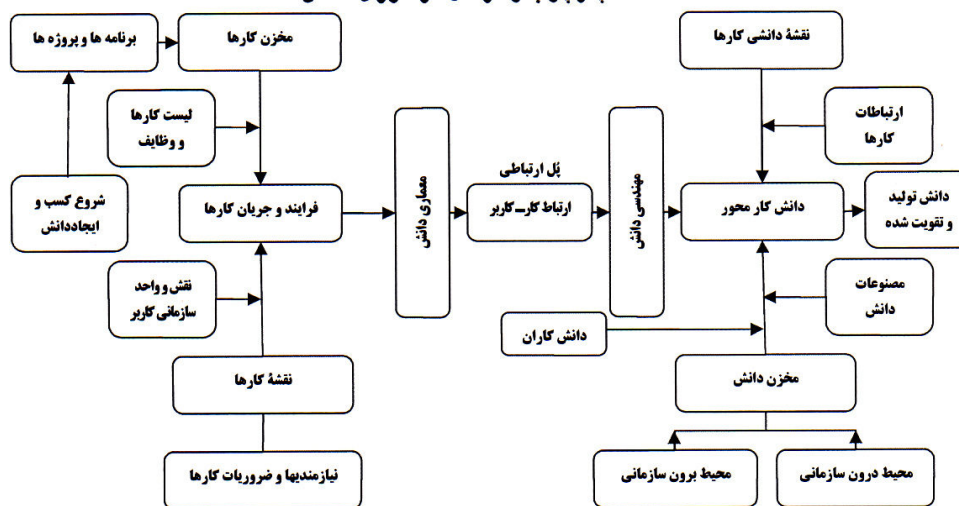 برنامه ها و پروژه ها
مخزن کارها
نقشۀ دانشی کارها
لیست کارها
و وظایف
ارتباطات
کارها
شروع کسب و
ایجاددانش
فرایند و جریان کارها
معماری دانش
پُل ارتباطی
ارتباط کار-کاربر
مهندسی دانش
دانش کار محور
دانش تولید
و تقویت شده
نقش و واحد
سازمانی کاربر
مصنوعات
دانش
دانش کاران
نقشۀ کارها
مخزن دانش
نیازمندیها و ضروریات کارها
محیط برون سازمانی
محیط درون سازمانی